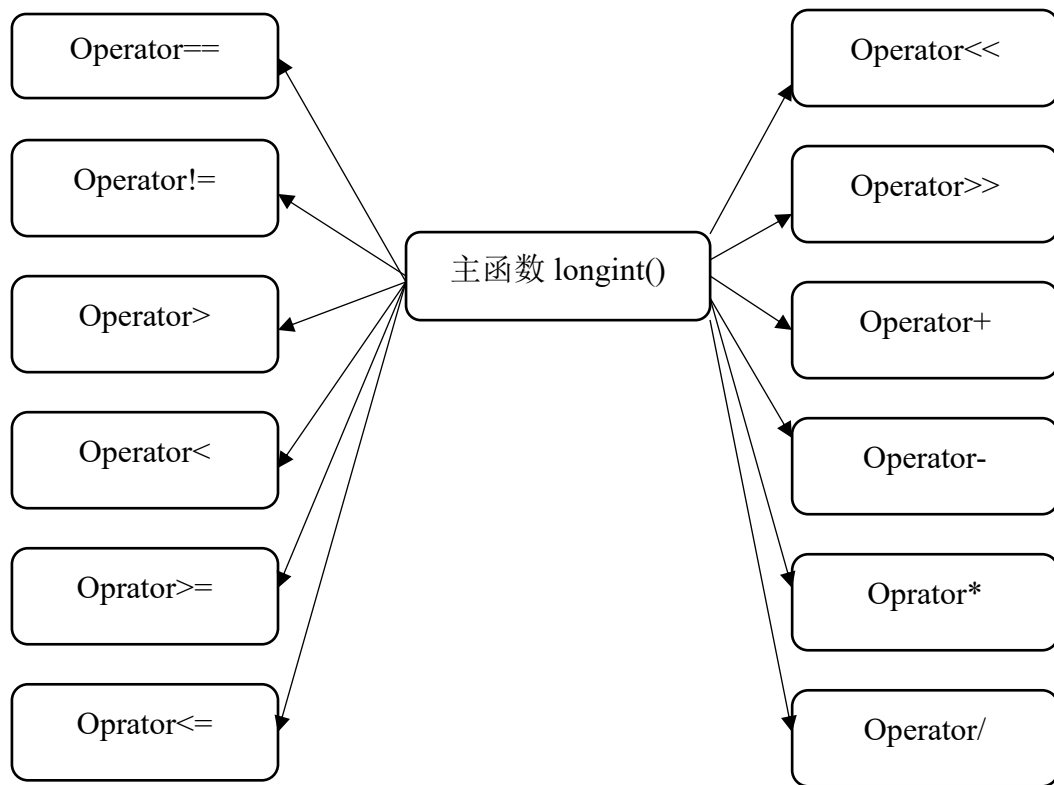 Operator==
Operator!=
Operator>
Operator<
Oprator>=
Oprator<=
主函数 longint()
Operator<<
Operator>>
Operator+
Operator-
Oprator*
Operator/